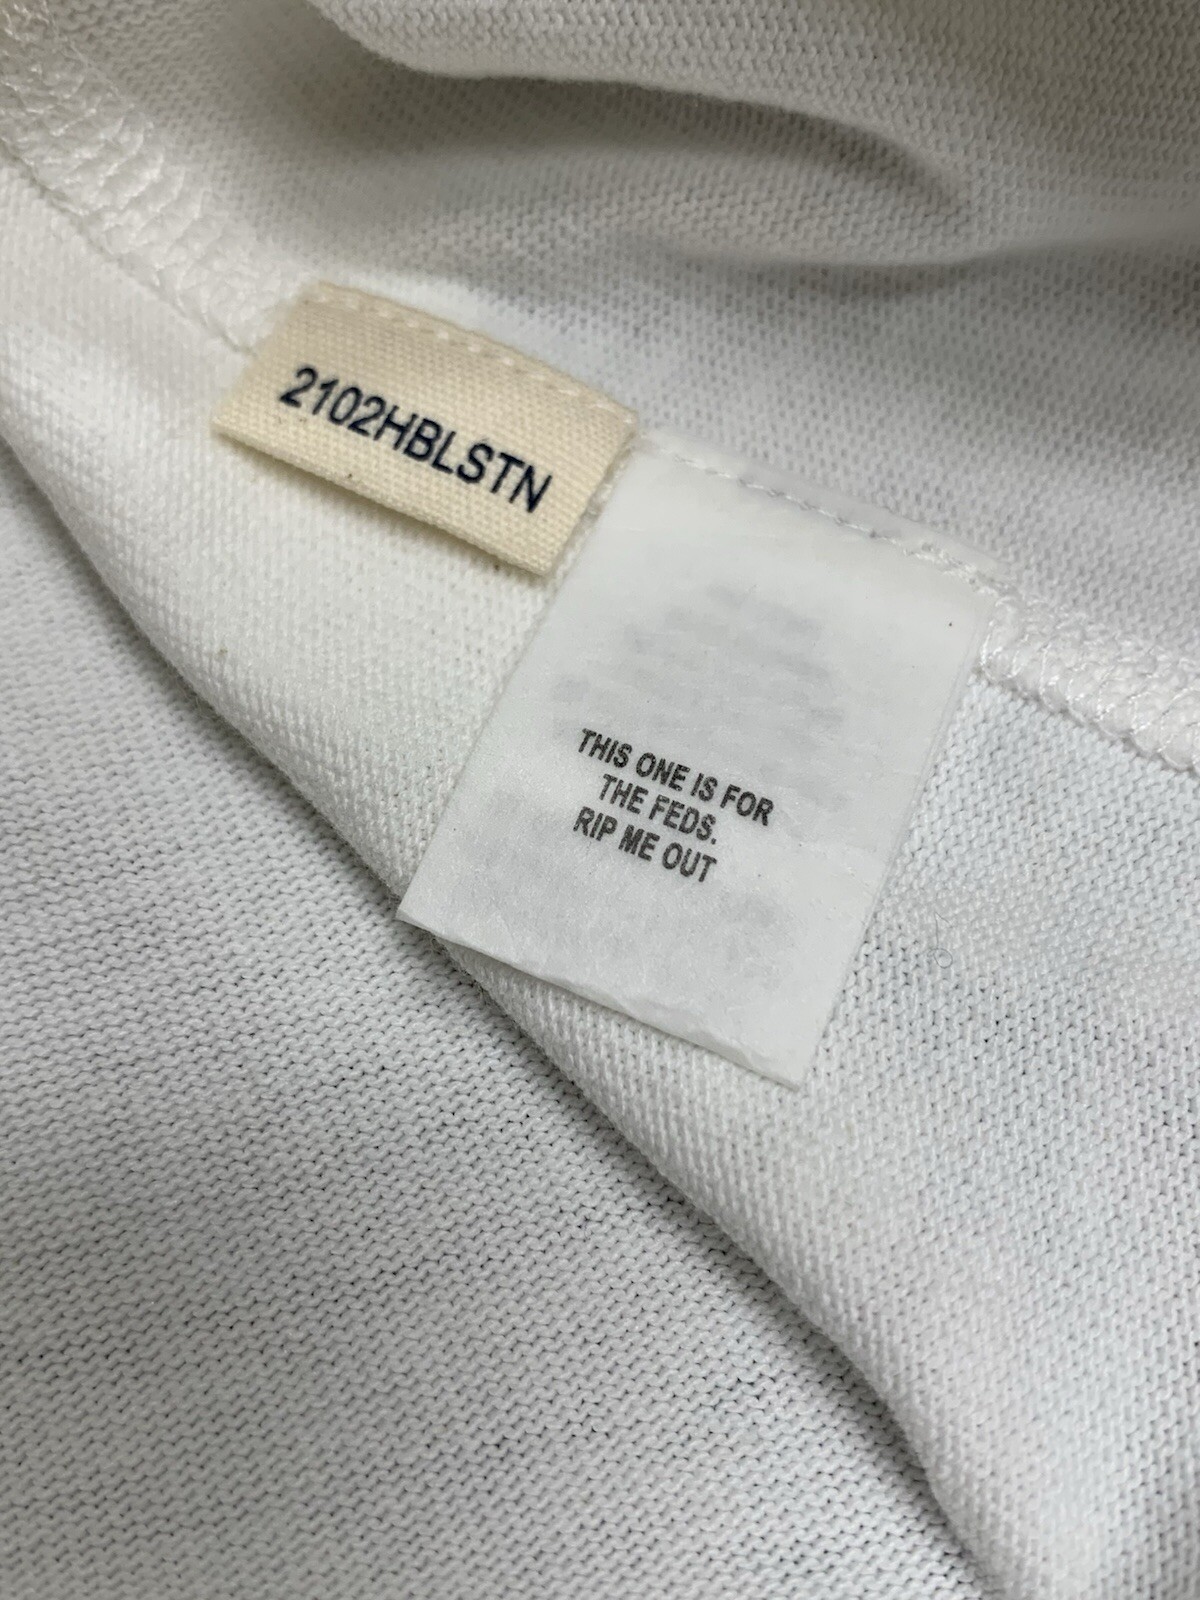 2102HBLSTN
THIS ONE IS FOR
THE FEDS.
RIP ME OUT